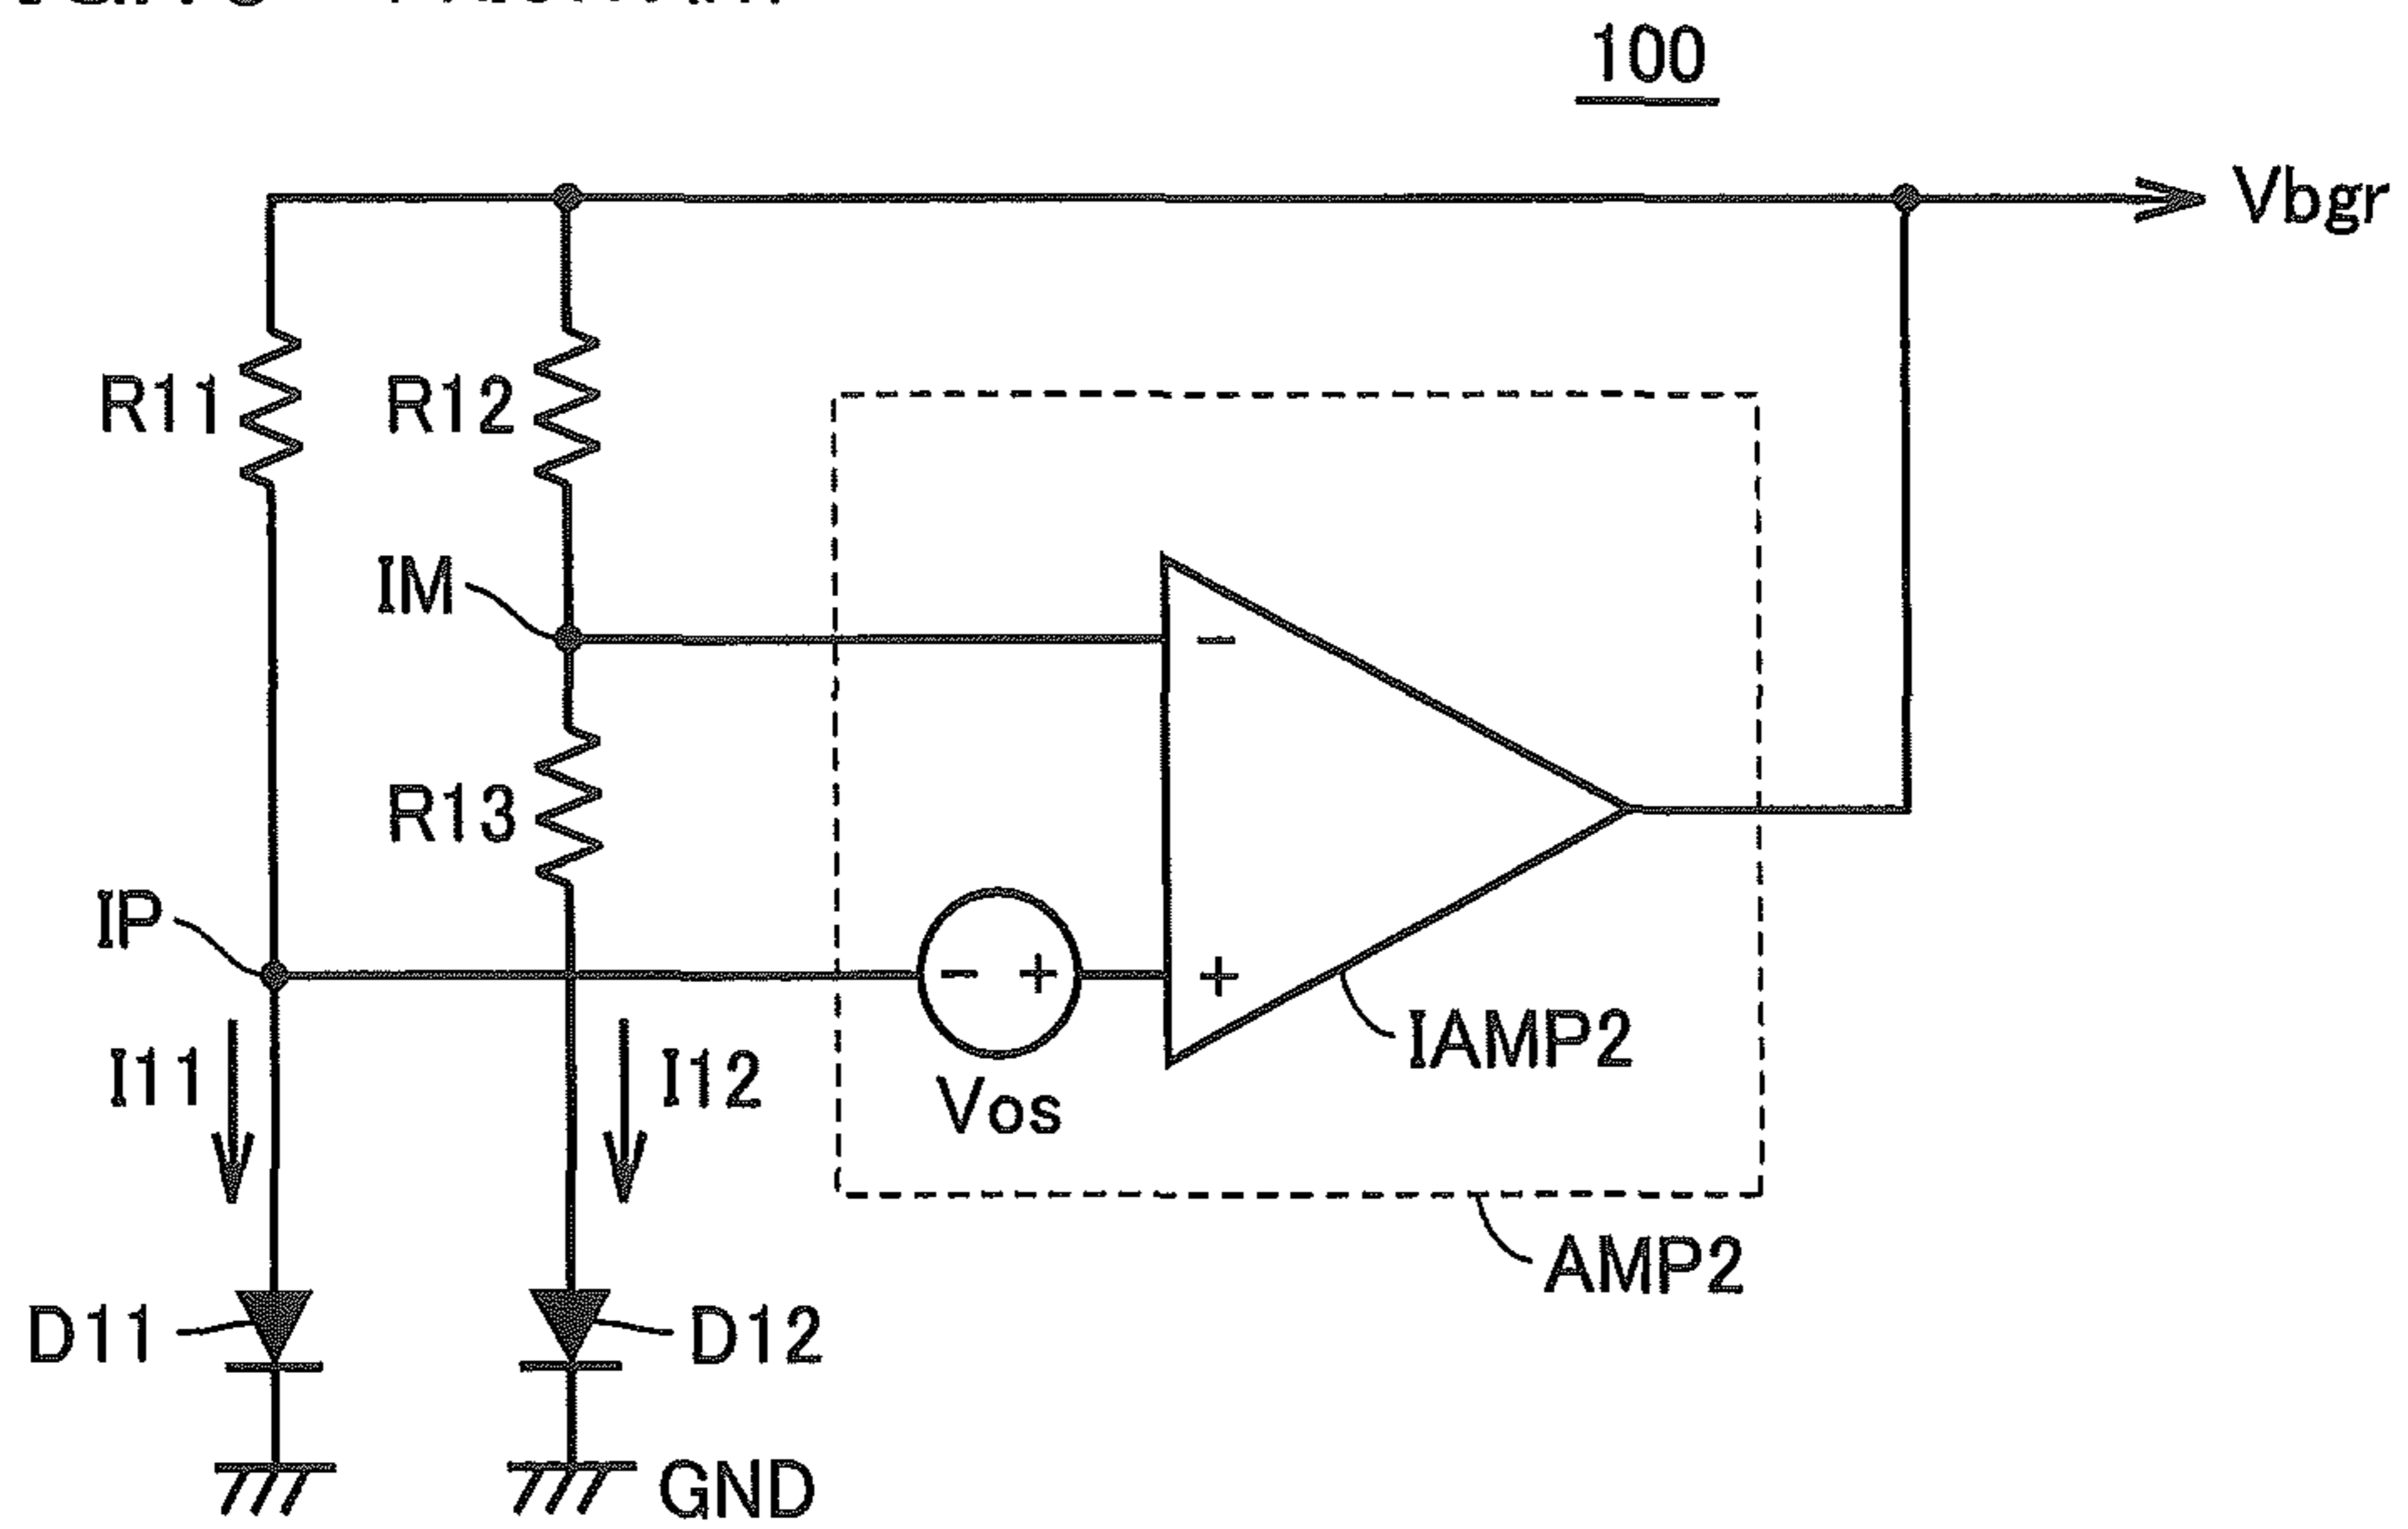 100
Vbgr
R11
R12
IM
-
R13
IP
- +
+
I11
I12
Vos
IAMP2
AMP2
D11
D12
GND